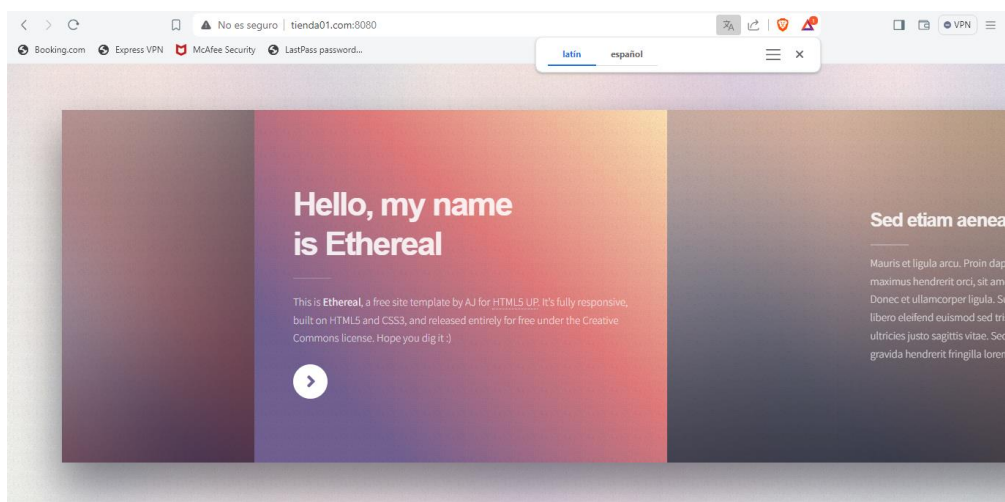 No es seguro | tienda01.com:8080
VPN
Booking.com Express VPN McAfee Security LastPass password...
latín español
Hello, my name
is Ethereal
This is Ethereal, a free site template by AJ for HTML5 UP. It's fully responsive,
built on HTML5 and CSS3, and released entirely for free under the Creative
Commons license. Hope you dig it :)
Sed etiam aenea
Mauris et ligula arcu. Proin dap
maximus hendrerit orci, sit am
Donec et ullamcorper ligula. S
libero eleifend euismod sed tri
ultricies justo sagittis vitae. Sed
gravida hendrerit fringilla lorem